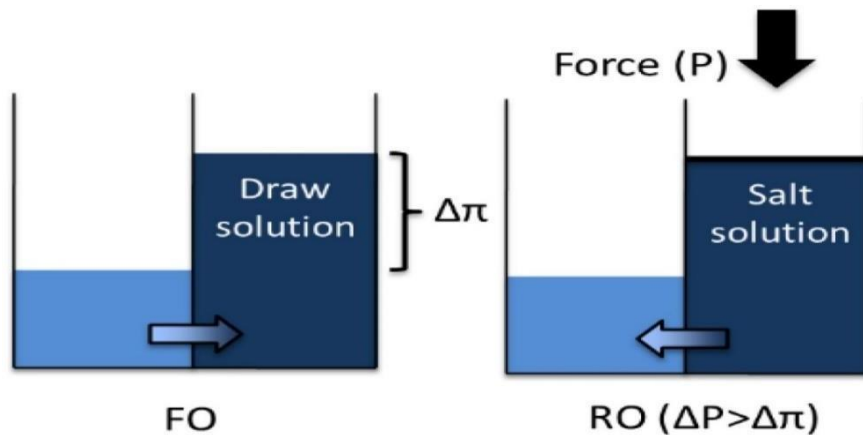 Draw
solution
Δπ
FO
Force (P)
Salt
solution
RO (ΔP>Δπ)